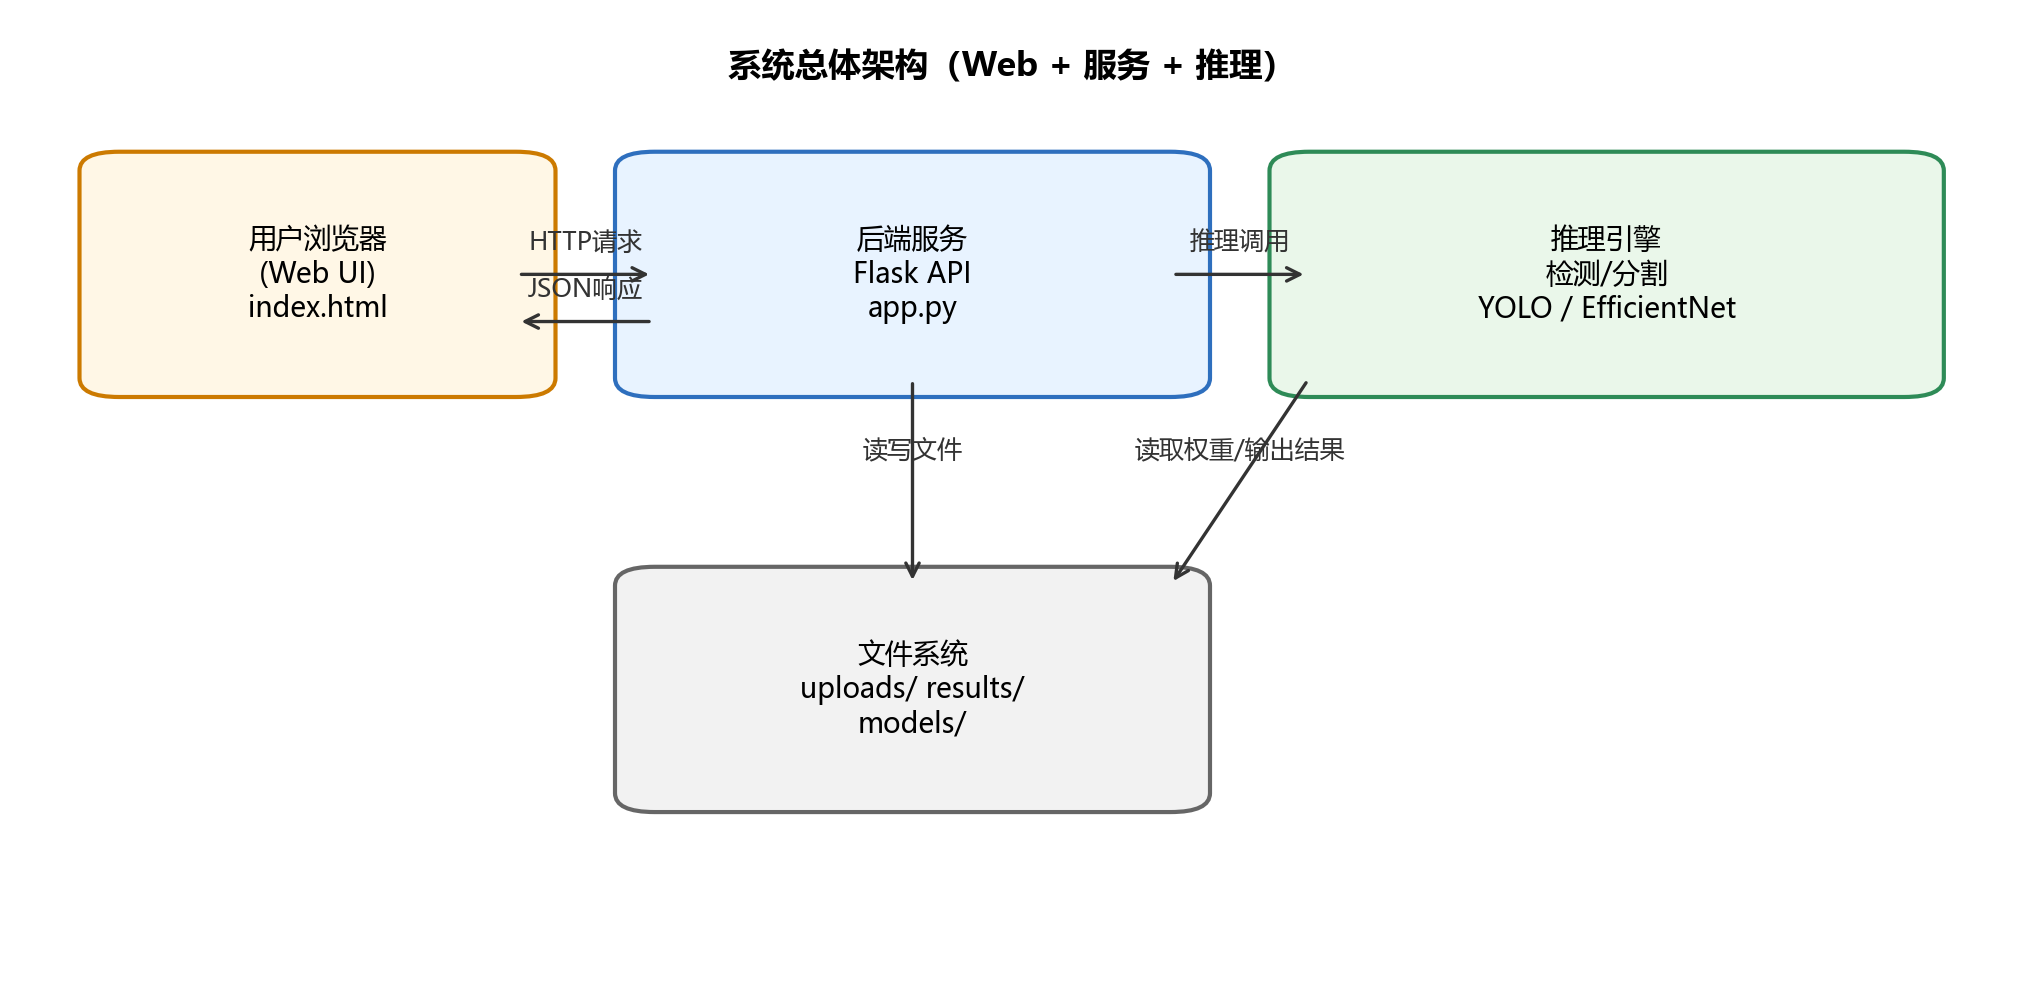 系统总体架构（Web + 服务 + 推理）
用户浏览器
(Web UI)
index.html
HTTP请求
JSON响应
后端服务
Flask API
app.py
推理调用
推理引擎
检测/分割
YOLO / EfficientNet
读写文件
读取权重/输出结果
文件系统
uploads/ results/
models/